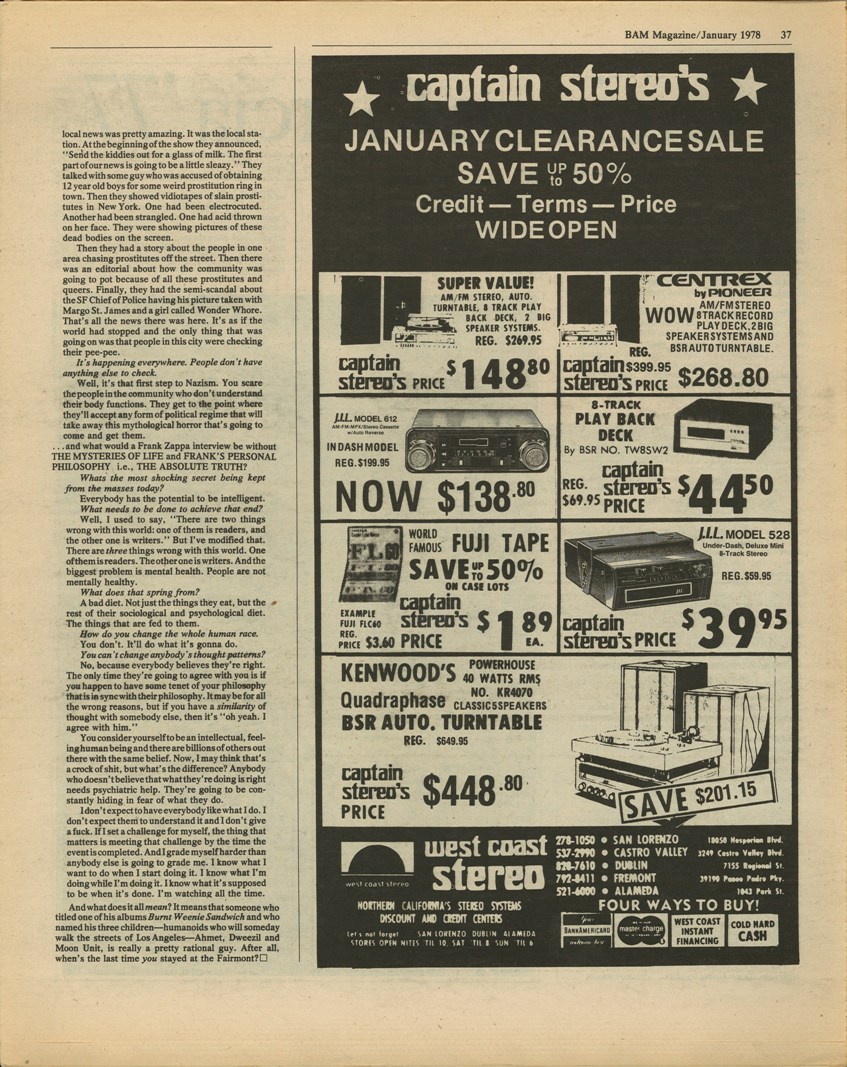 BAM Magazine/January 1978 37
local news was pretty amazing. It was the local sta-
tion. At the beginning of the show they announced,
"Send the kiddies out for a glass of milk. The first
part of our news is going to be a little sleazy." They
talked with some guy who was accused of obtaining
12 year old boys for some weird prostitution ring in
town. Then they showed vidiotapes of slain prosti-
tutes in New York. One had been electrocuted.
Another had been strangled. One had acid thrown
on her face. They were showing pictures of these
dead bodies on the screen.
Then they had a story about the people in one
area chasing prostitutes off the street. Then there
was an editorial about how the community was
going to pot because of all these prostitutes and
queers. Finally, they had the semi-scandal about
the SF Chief of Police having his picture taken with
Margo St. James and a girl called Wonder Whore.
That's all the news there was here. It's as if the
world had stopped and the only thing that was
going on was that people in this city were checking
their pee-pee.
It's happening everywhere. People don't have
anything else to check.
Well, it's that first step to Nazism. You scare
the people in the community who don't understand
their body functions. They get to the point where
they'll accept any form of political regime that will
take away this mythological horror that's going to
come and get them.
...and what would a Frank Zappa interview be without
THE MYSTERIES OF LIFE and FRANK'S PERSONAL
PHILOSOPHY i.e., THE ABSOLUTE TRUTH?
Whats the most shocking secret being kept
from the masses today?
Everybody has the potential to be intelligent.
What needs to be done to achieve that end?
Well, I used to say, "There are two things
wrong with this world: one of them is readers, and
the other one is writers." But I've modified that.
There are three things wrong with this world. One
of them is readers. The other one is writers. And the
biggest problem is mental health. People are not
mentally healthy.
What does that spring from?
A bad diet. Not just the things they eat, but the
rest of their sociological and psychological diet.
The things that are fed to them.
How do you change the whole human race.
You don't. It'll do what it's gonna do.
You can't change anybody's thought patterns?
No, because everybody believes they're right.
The only time they're going to agree with you is if
you happen to have some tenet of your philosophy
that is in sync with their philosophy. It may be for all
the wrong reasons, but if you have a similarity of
thought with somebody else, then it's "oh yeah. I
agree with him."
You consider yourself to be an intellectual, feel-
ing human being and there are billions of others out
there with the same belief. Now, I may think that's
a crock of shit, but what's the difference? Anybody
who doesn't believe that what they're doing is right
needs psychiatric help. They're going to be con-
stantly hiding in fear of what they do.
I don't expect to have everybody like what I do. I
don't expect them to understand it and I don't give
a fuck. If I set a challenge for myself, the thing that
matters is meeting that challenge by the time the
event is completed. And I grade myself harder than
anybody else is going to grade me. I know what I
want to do when I start doing it. I know what I'm
doing while I'm doing it. I know what it's supposed
to be when it's done. I'm watching all the time.
And what does it all mean? It means that someone who
titled one of his albums Burnt Weenie Sandwich and who
named his three children—humanoids who will someday
walk the streets of Los Angeles—Ahmet, Dweezil and
Moon Unit, is really a pretty rational guy. After all,
when's the last time you stayed at the Fairmont?
captain stereo's
JANUARY CLEARANCE SALE
SAVE UP to 50%
Credit — Terms — Price
WIDE OPEN
SUPER VALUE!
AM/FM STEREO, AUTO.
TURNTABLE, 8 TRACK PLAY
BACK DECK, 2 BIG
SPEAKER SYSTEMS.
REG. $269.95
captain stereo's PRICE $148.80
CENTREX
by PIONEER
WOW
AM/FM STEREO
8 TRACK RECORD
PLAY DECK, 2 BIG
SPEAKER SYSTEMS AND
BSR AUTO TURNTABLE.
REG. $399.95
captain stereo's PRICE $268.80
J.I.L. MODEL 612
AM-FM-MPX/Stereo Cassette
w/Auto Reverse
IN DASH MODEL
REG. $199.95
NOW $138.80
8-TRACK
PLAY BACK
DECK
By BSR NO. TW8SW2
REG. $69.95
captain stereo's PRICE $44 50
WORLD FAMOUS FUJI TAPE
SAVE UP TO 50%
ON CASE LOTS
EXAMPLE
FUJI FLC60
REG.
PRICE $3.60
captain stereo's PRICE $1 89 EA.
J.I.L. MODEL 528
Under-Dash, Deluxe Mini
8-Track Stereo
REG. $59.95
captain stereo's PRICE $39 95
KENWOOD'S POWERHOUSE
40 WATTS RMS
NO. KR4070
Quadraphase CLASSIC SPEAKERS
BSR AUTO. TURNTABLE
REG. $649.95
captain stereo's PRICE $448.80
SAVE $201.15
west coast stereo
west coast stereo
NORTHERN CALIFORNIA'S STEREO SYSTEMS
DISCOUNT AND CREDIT CENTERS
Let's not forget SAN LORENZO DUBLIN ALAMEDA
STORES OPEN NITES TIL 10, SAT TIL 8 SUN TIL 6
278-1050 • SAN LORENZO 18058 Hesperian Blvd.
537-2990 • CASTRO VALLEY 3249 Castro Valley Blvd.
828-7610 • DUBLIN 7155 Regional St.
792-8411 • FREMONT 39199 Paseo Padre Pky.
521-6000 • ALAMEDA 1043 Park St.
FOUR WAYS TO BUY!
BANKAMERICARD
master charge
WEST COAST
INSTANT
FINANCING
COLD HARD
CASH